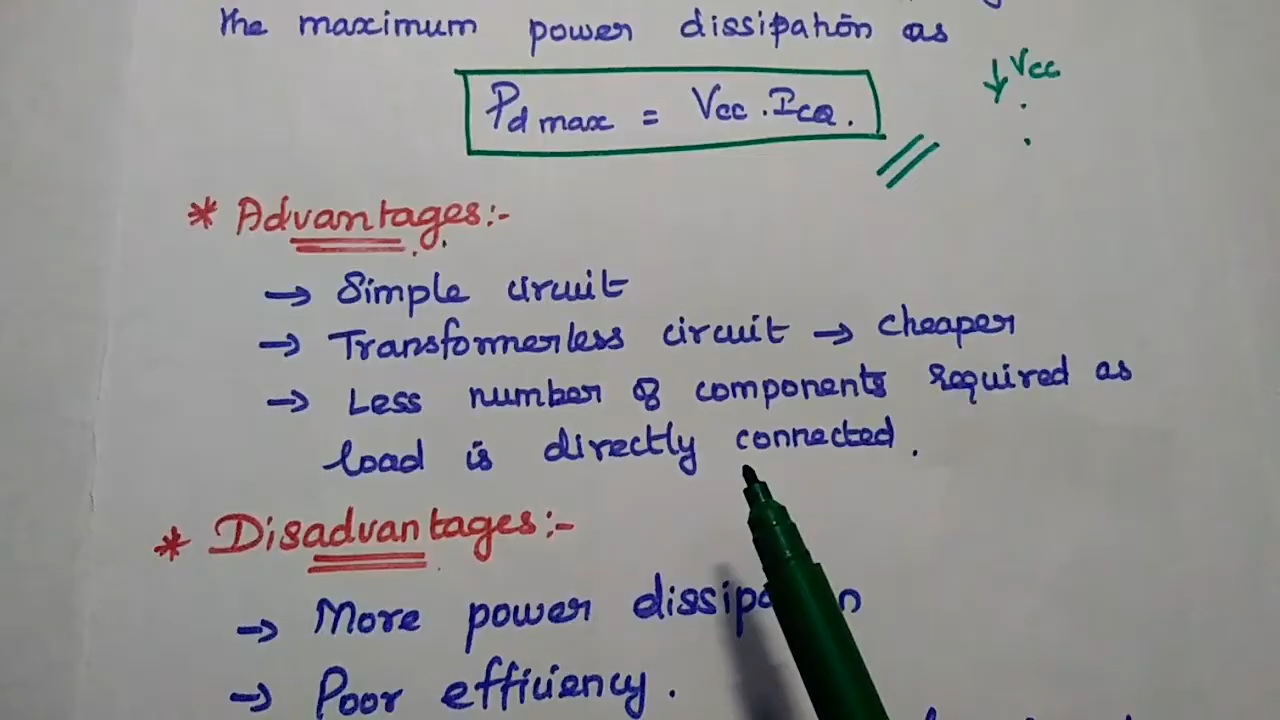 the maximum power dissipation as
↓ Vcc
Pd max = Vcc . ICQ.
* Advantages:-
→ Simple circuit
→ Transformerless circuit → cheaper
→ Less number of components required as
load is directly connected.
* Disadvantages:-
→ More power
→ Poor efficiency.